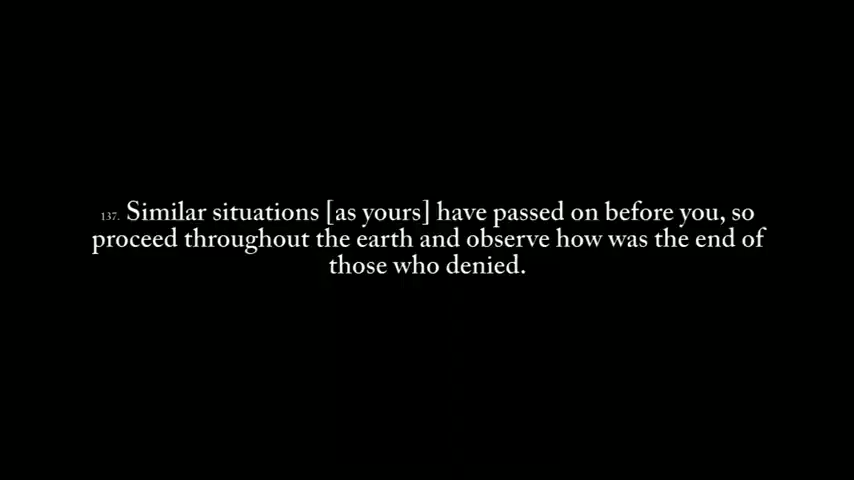 137. Similar situations [as yours] have passed on before you, so
proceed throughout the earth and observe how was the end of
those who denied.